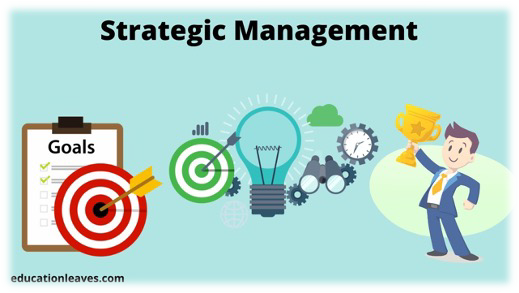 Strategic Management
Goals
educationleaves.com